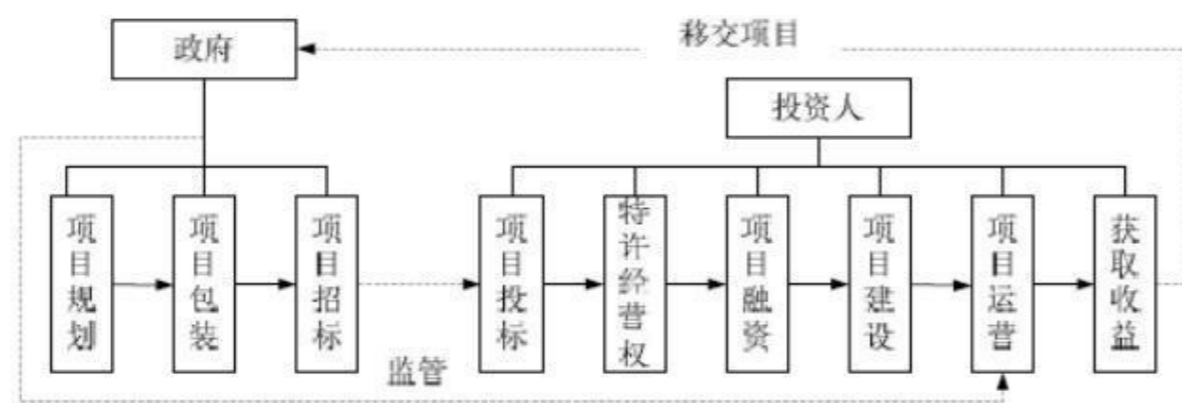 政府
移交项目
投资人
项目规划
项目包装
项目招标
项目投标
特许经营权
项目融资
项目建设
项目运营
获取收益
监管